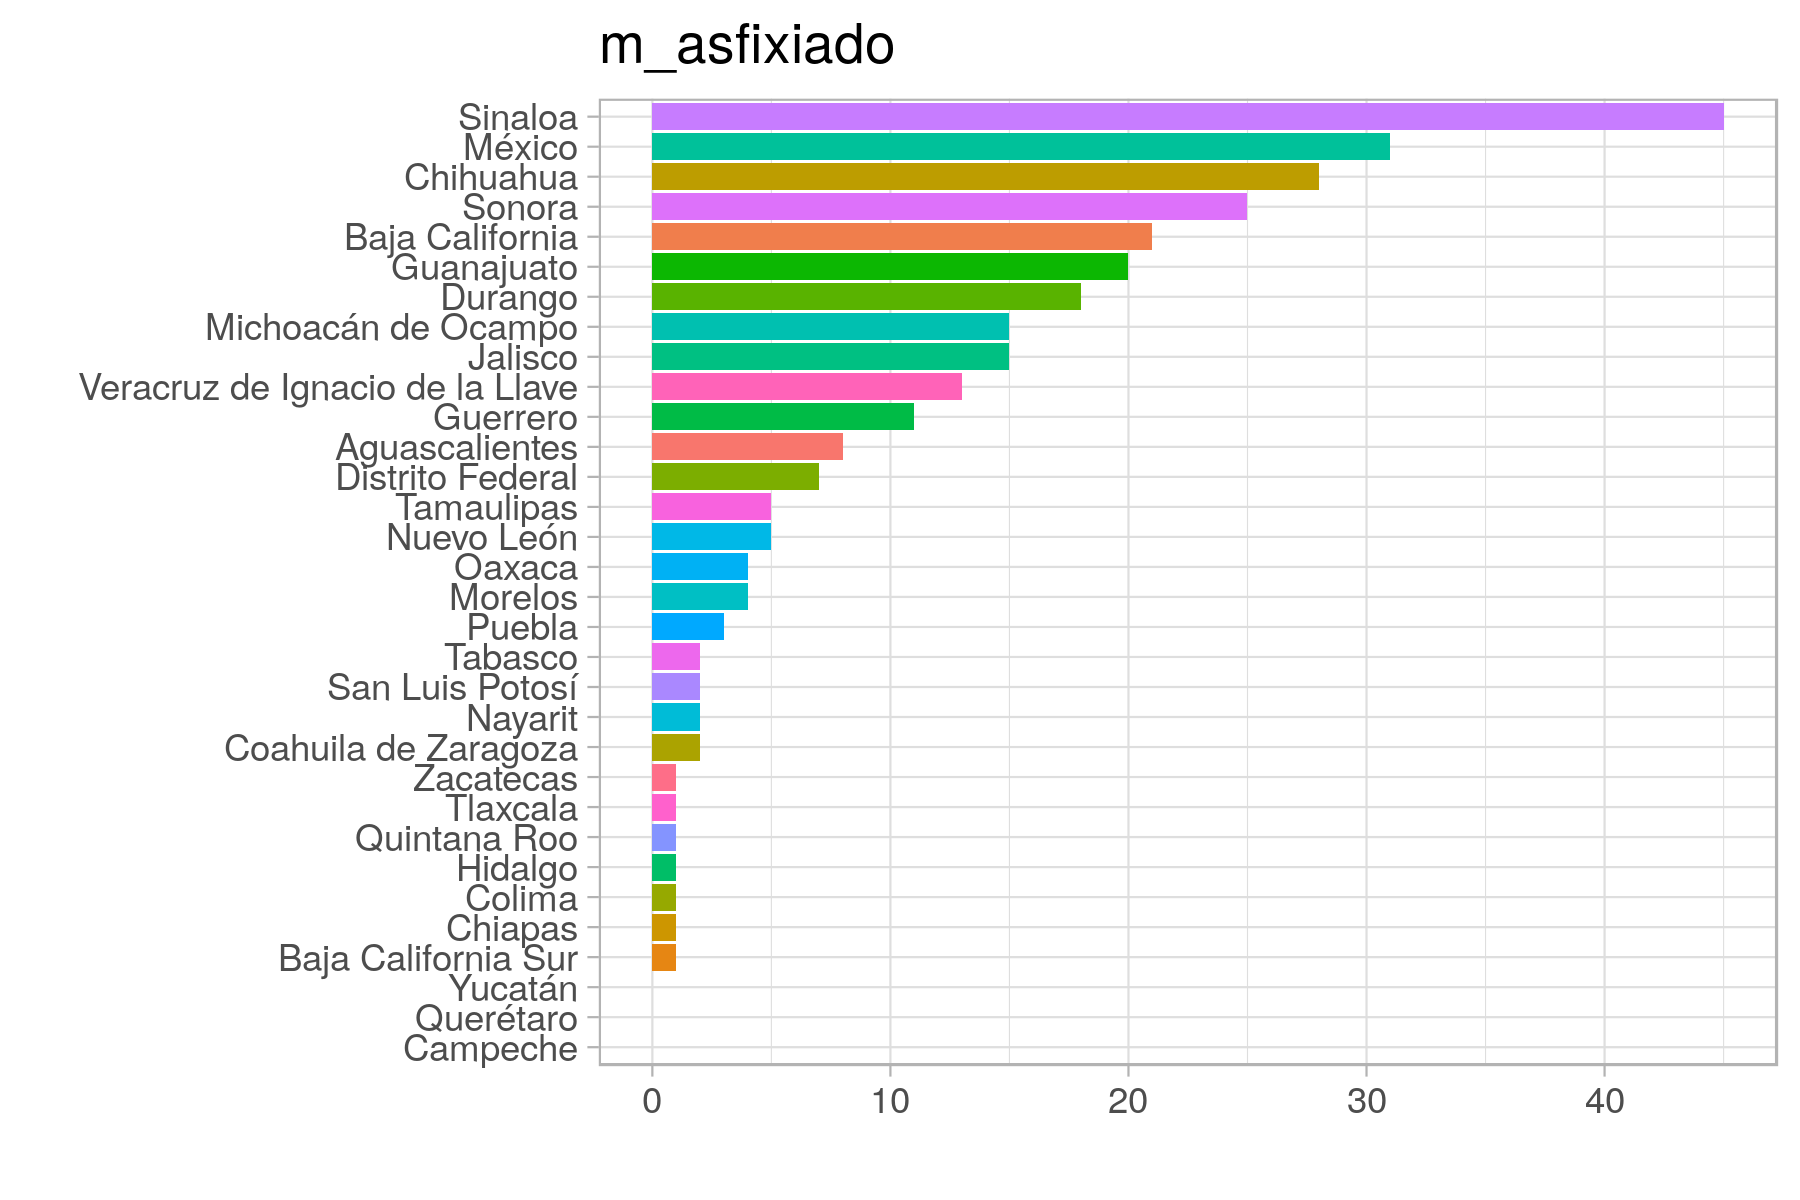 m_asfixiado
Sinaloa
México
Chihuahua
Sonora
Baja California
Guanajuato
Durango
Michoacán de Ocampo
Jalisco
Veracruz de Ignacio de la Llave
Guerrero
Aguascalientes
Distrito Federal
Tamaulipas
Nuevo León
Oaxaca
Morelos
Puebla
Tabasco
San Luis Potosí
Nayarit
Coahuila de Zaragoza
Zacatecas
Tlaxcala
Quintana Roo
Hidalgo
Colima
Chiapas
Baja California Sur
Yucatán
Querétaro
Campeche
0 10 20 30 40